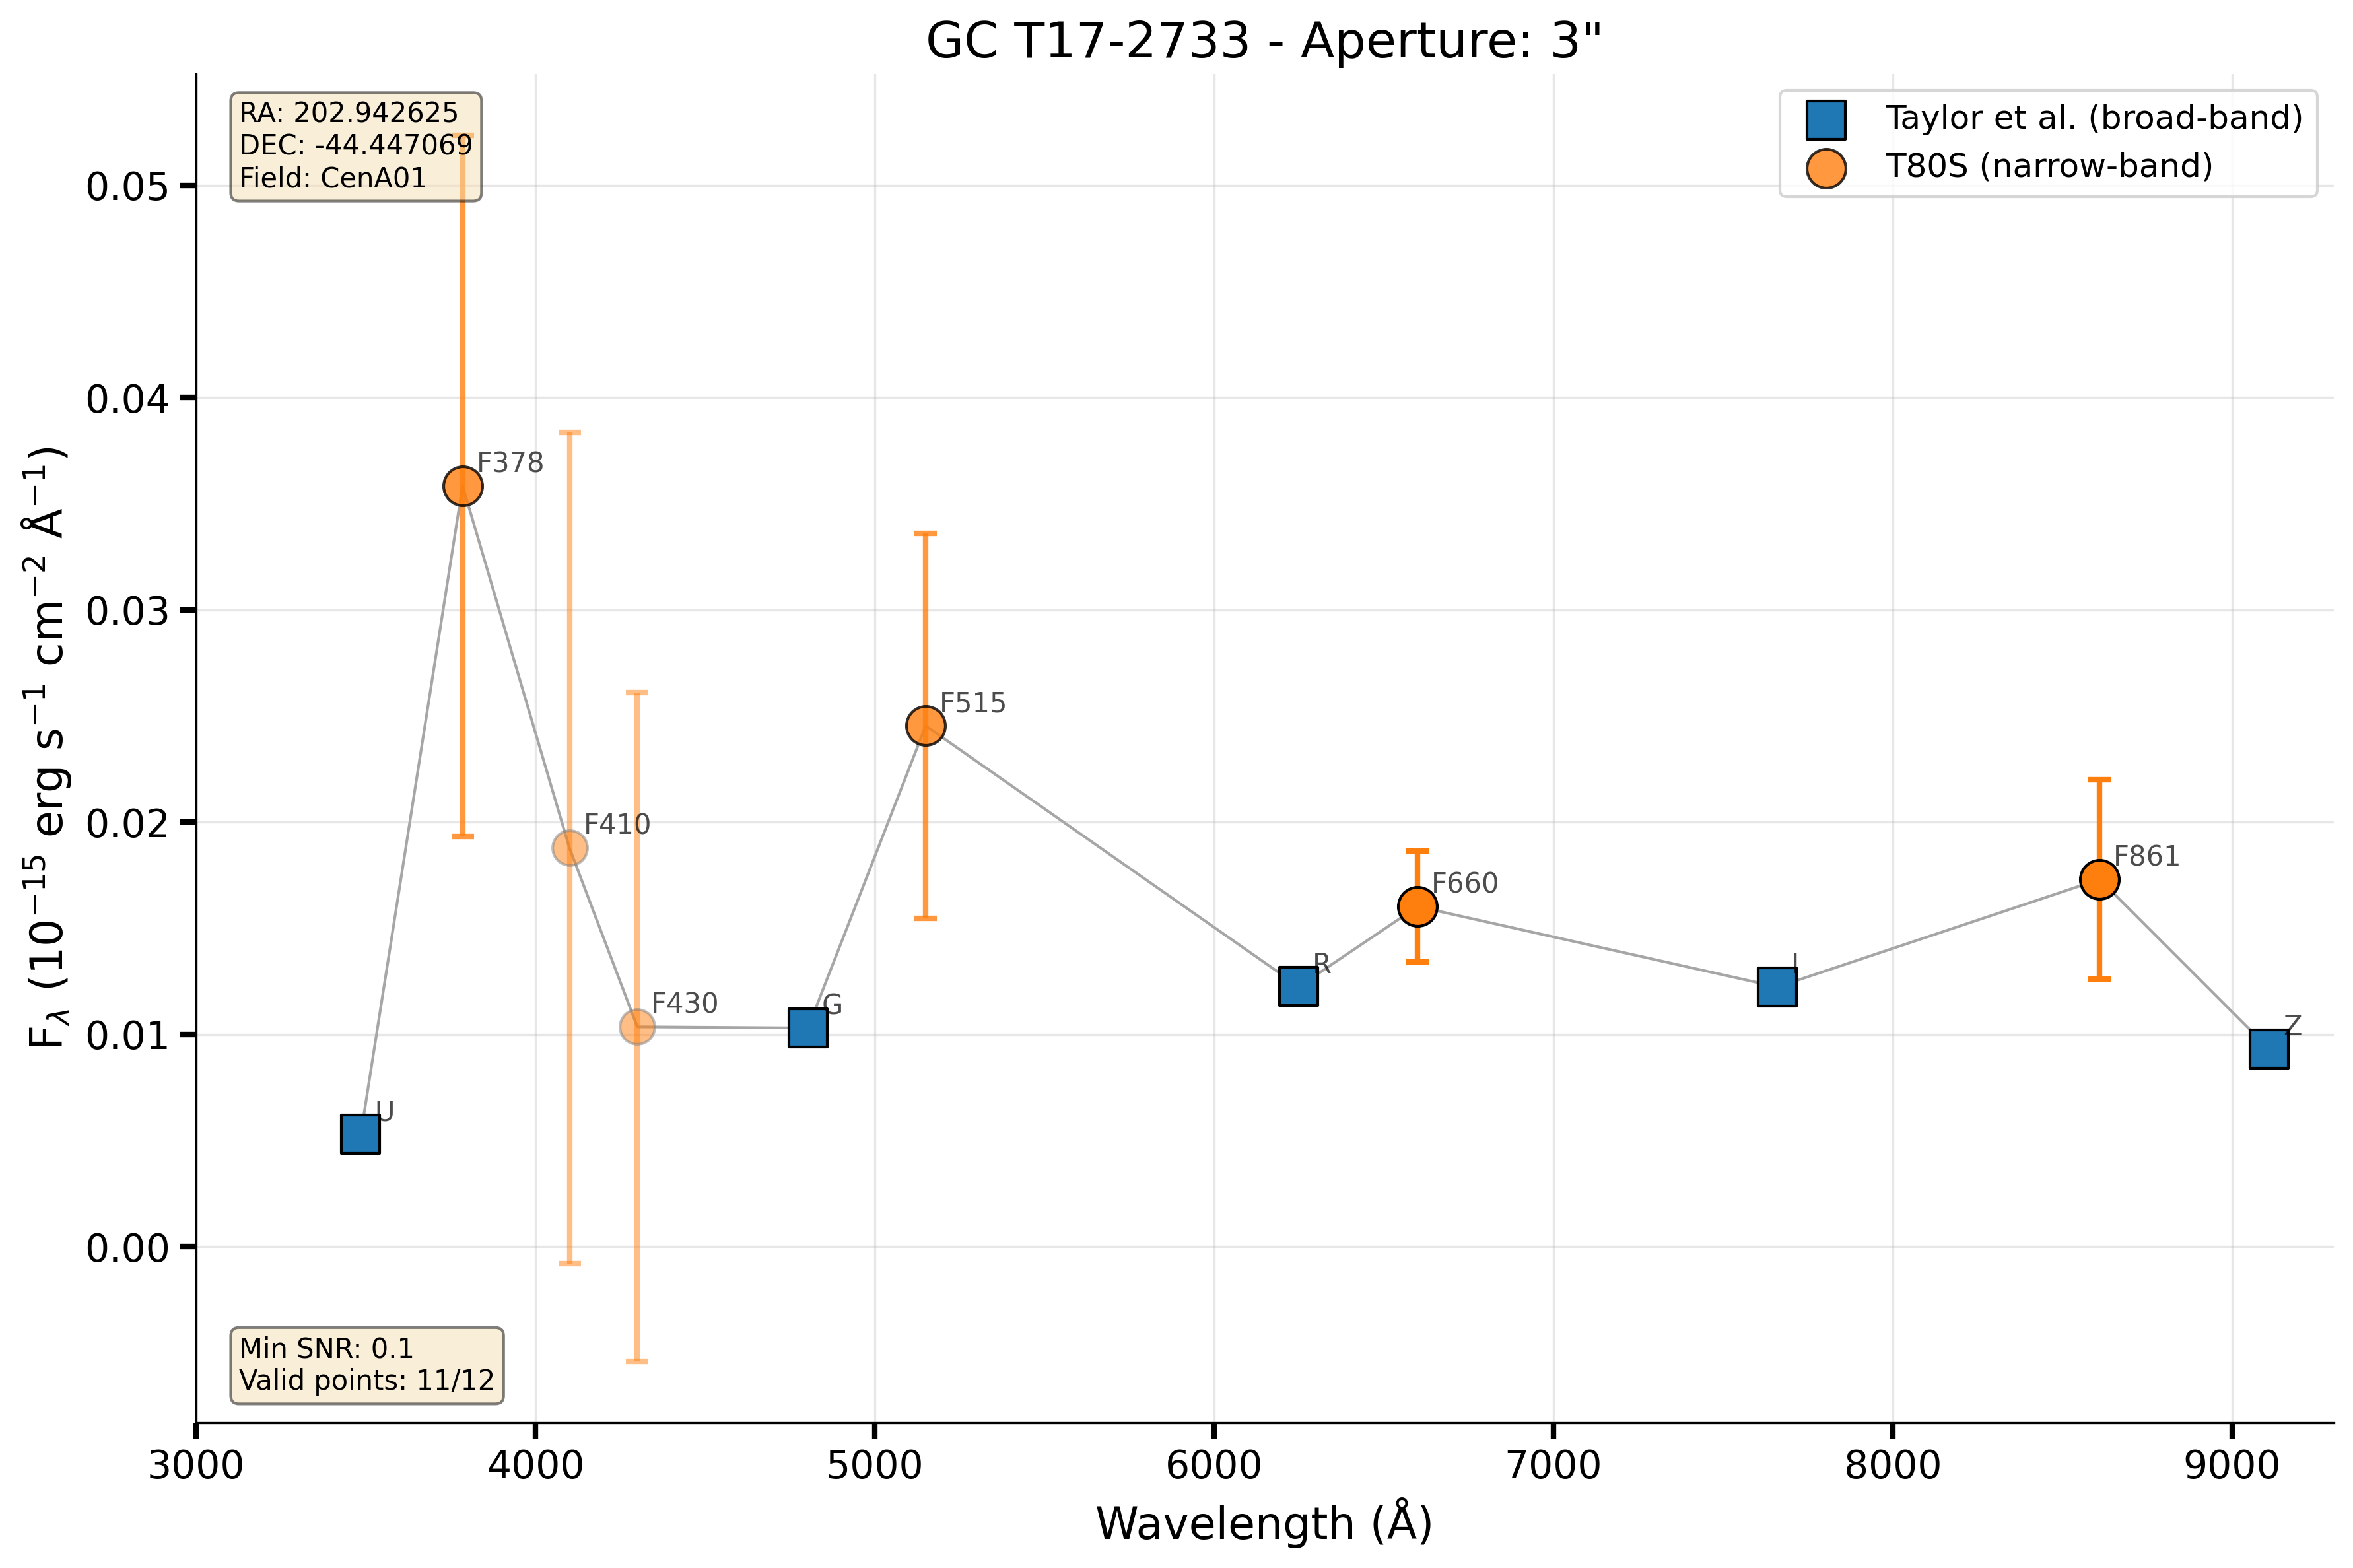 GC T17-2733 - Aperture: 3"
RA: 202.942625
DEC: -44.447069
Field: CenA01
Taylor et al. (broad-band)
T80S (narrow-band)
0.05
0.04
0.03
0.02
0.01
0.00
F_λ (10⁻¹⁵ erg s⁻¹ cm⁻² Å⁻¹)
F378
F410
F430
F515
F660
F861
U
G
R
I
Z
Min SNR: 0.1
Valid points: 11/12
3000 4000 5000 6000 7000 8000 9000
Wavelength (Å)